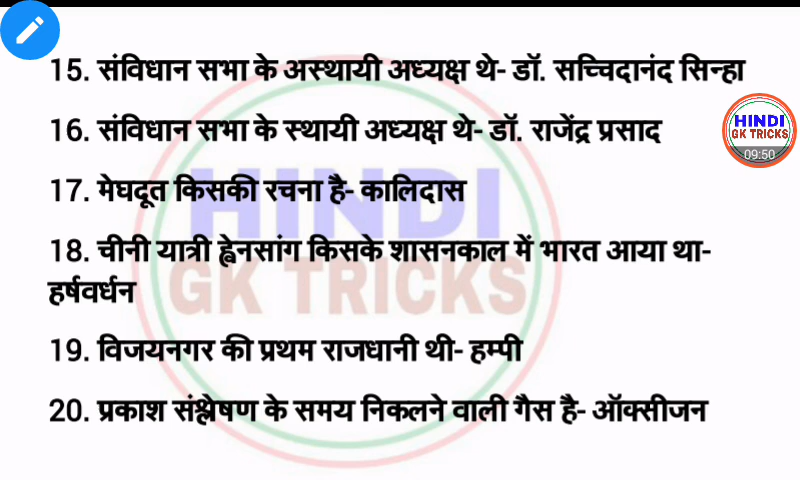 15. संविधान सभा के अस्थायी अध्यक्ष थे- डॉ. सच्चिदानंद सिन्हा
16. संविधान सभा के स्थायी अध्यक्ष थे- डॉ. राजेंद्र प्रसाद
HINDI
GK TRICKS
09:50
17. मेघदूत किसकी रचना है- कालिदास
HINDI
GK TRICKS
18. चीनी यात्री ह्वेनसांग किसके शासनकाल में भारत आया था-
हर्षवर्धन
19. विजयनगर की प्रथम राजधानी थी- हम्पी
20. प्रकाश संश्लेषण के समय निकलने वाली गैस है- ऑक्सीजन